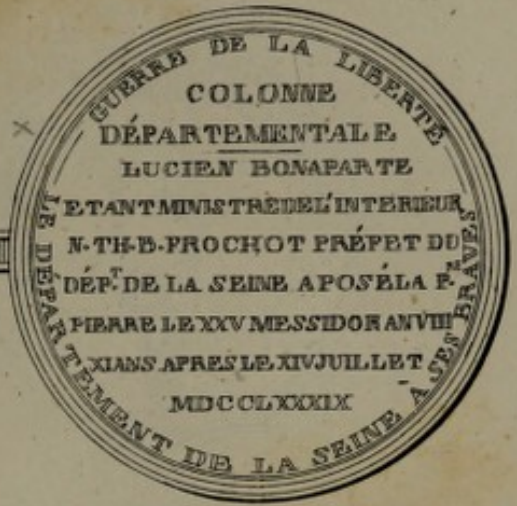 GUERRE DE LA LIBERTÉ
COLONNE
DÉPARTEMENTALE
LUCIEN BONAPARTE
ETANT MINISTRE DE L'INTERIEUR
N·TH·B·FROCHOT PRÉFET DU
DÉP.T DE LA SEINE A POSÉ LA P.RE
PIERRE LE XXV MESSIDOR AN VIII
XI ANS APRES LE XIV JUILLET
MDCCLXXXIX
LE DÉPARTEMENT DE LA SEINE A SES BRAVES